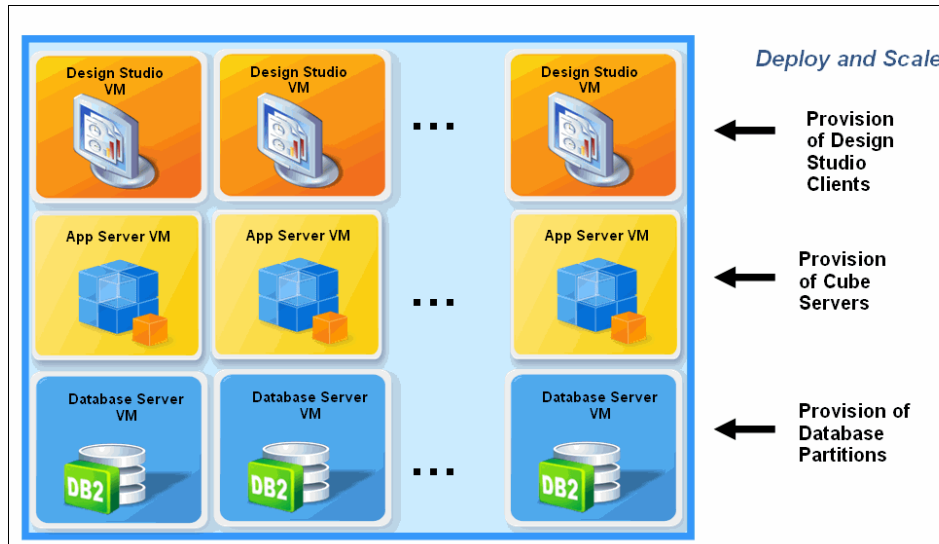 Deploy and Scale
Design Studio
VM
Design Studio
VM
Design Studio
VM
...
Provision
of Design
Studio
Clients
App Server VM
App Server VM
App Server VM
...
Provision
of Cube
Servers
Database Server
VM
DB2
Database Server
VM
DB2
Database Server
VM
DB2
...
Provision of
Database
Partitions